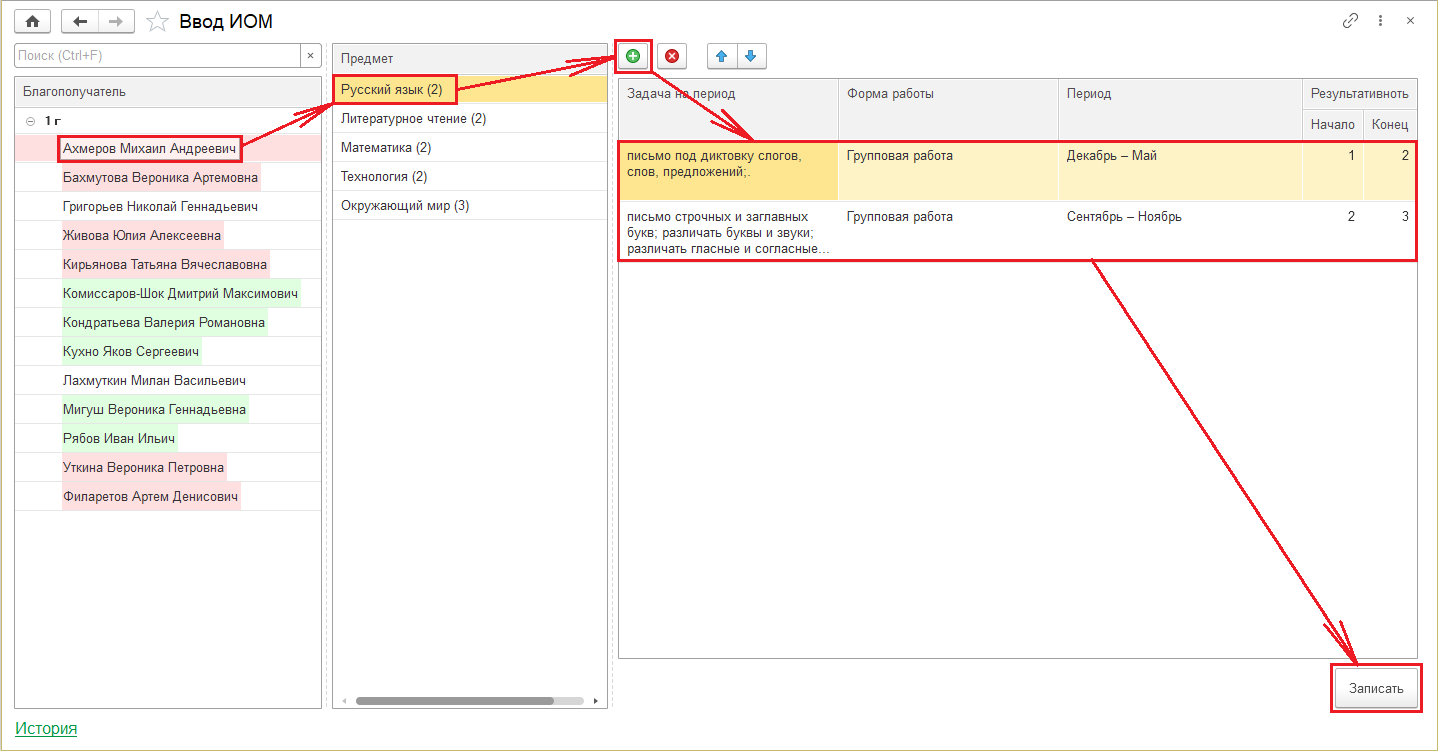 Ввод ИОМ
Поиск (Ctrl+F)
Благополучатель
1 г
Ахмеров Михаил Андреевич
Бахмутова Вероника Артемовна
Григорьев Николай Геннадьевич
Живова Юлия Алексеевна
Кирьянова Татьяна Вячеславовна
Комиссаров-Шок Дмитрий Максимович
Кондратьева Валерия Романовна
Кухно Яков Сергеевич
Лахмуткин Милан Васильевич
Мигуш Вероника Геннадьевна
Рябов Иван Ильич
Уткина Вероника Петровна
Филаретов Артем Денисович
История
Предмет
Русский язык (2)
Литературное чтение (2)
Математика (2)
Технология (2)
Окружающий мир (3)
Задача на период Форма работы Период Результативноть
Начало Конец
письмо под диктовку слогов, Групповая работа Декабрь – Май 1 2
слов, предложений;.
письмо строчных и заглавных Групповая работа Сентябрь – Ноябрь 2 3
букв; различать буквы и звуки;
различать гласные и согласные...
Записать